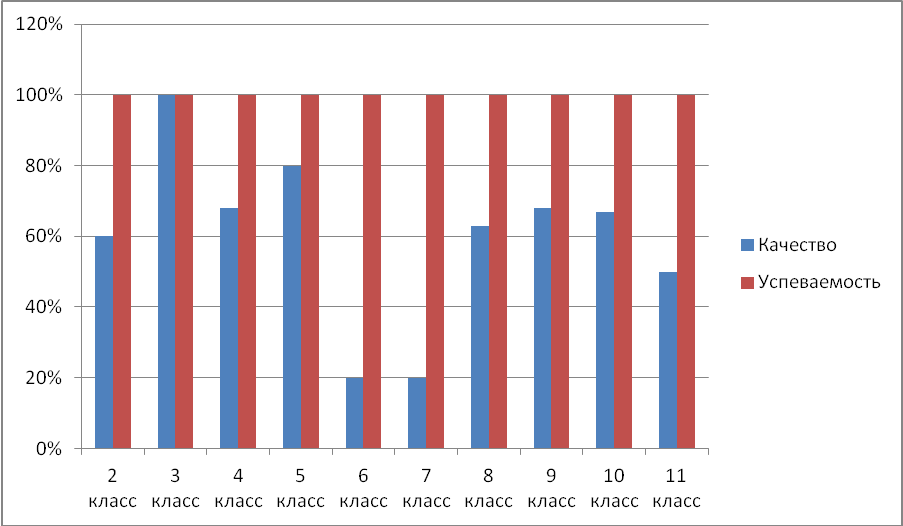 120%
100%
80%
60%
40%
20%
0%
2 класс
3 класс
4 класс
5 класс
6 класс
7 класс
8 класс
9 класс
10 класс
11 класс
Качество
Успеваемость